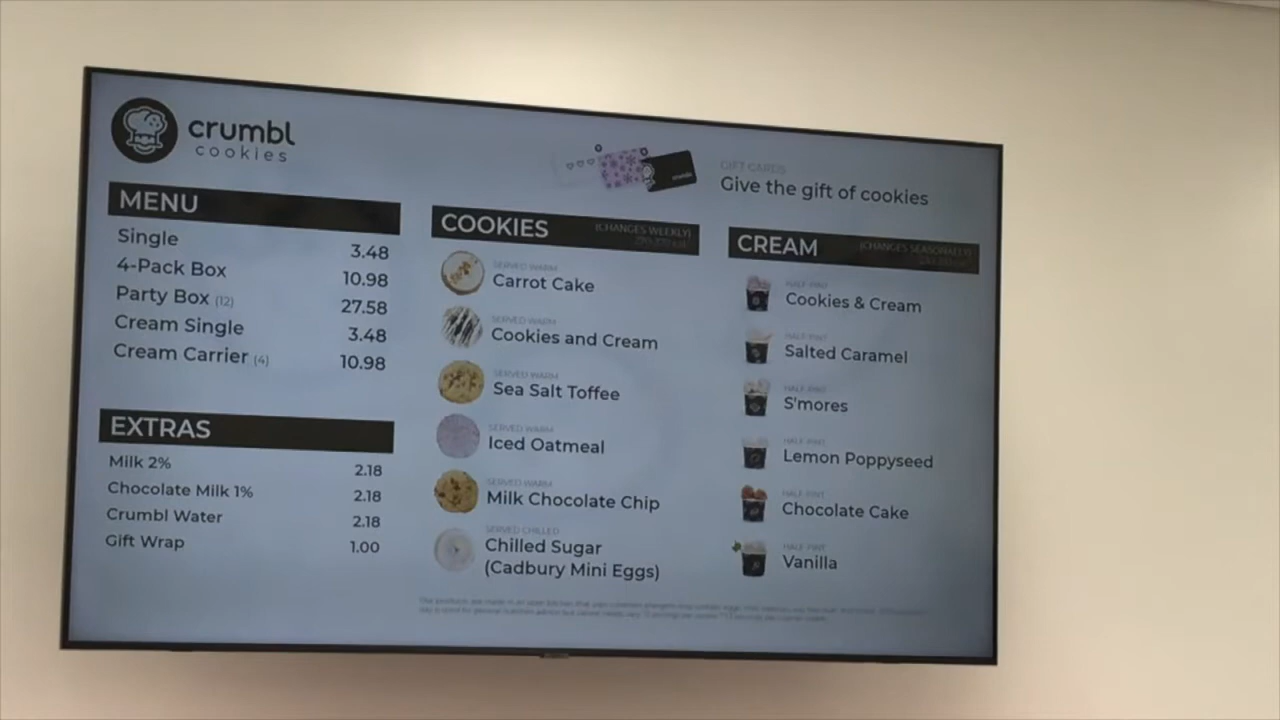 crumbl
cookies
GIFT CARDS
Give the gift of cookies
MENU
Single 3.48
4-Pack Box 10.98
Party Box (12) 27.58
Cream Single 3.48
Cream Carrier (4) 10.98
EXTRAS
Milk 2% 2.18
Chocolate Milk 1% 2.18
Crumbl Water 2.18
Gift Wrap 1.00
COOKIES (CHANGES WEEKLY)
SERVED WARM
Carrot Cake
SERVED WARM
Cookies and Cream
SERVED WARM
Sea Salt Toffee
SERVED WARM
Iced Oatmeal
SERVED WARM
Milk Chocolate Chip
SERVED CHILLED
Chilled Sugar
(Cadbury Mini Eggs)
CREAM (CHANGES SEASONALLY)
HALF PINT
Cookies & Cream
HALF PINT
Salted Caramel
HALF PINT
S'mores
HALF PINT
Lemon Poppyseed
HALF PINT
Chocolate Cake
HALF PINT
Vanilla